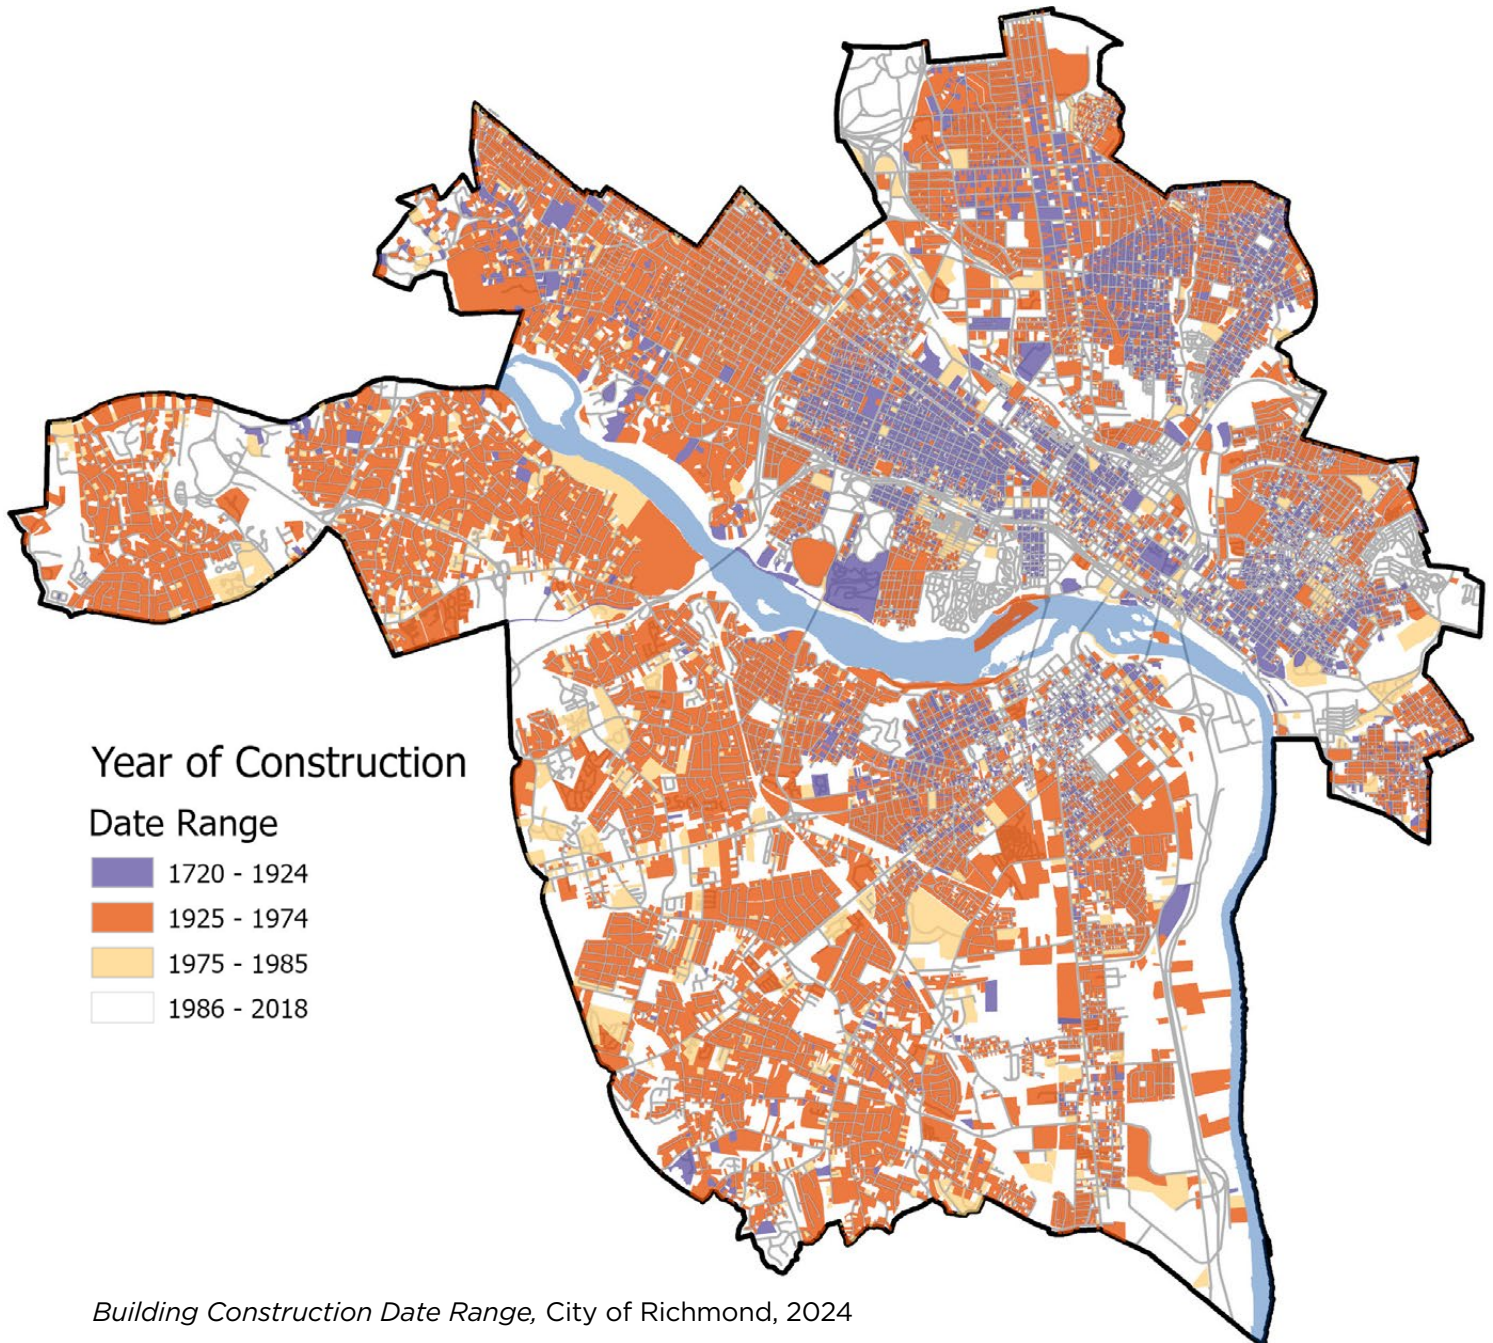 Year of Construction
Date Range
1720 - 1924
1925 - 1974
1975 - 1985
1986 - 2018
Building Construction Date Range, City of Richmond, 2024